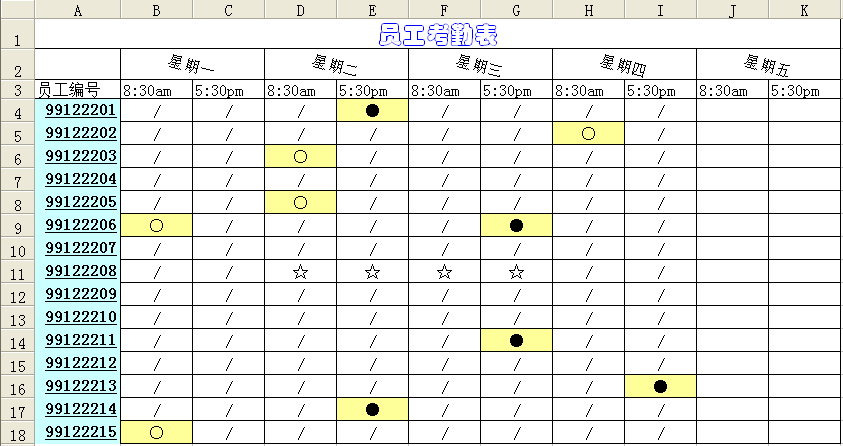 A B C D E F G H I J K
1 员工考勤表
2 星期一 星期二 星期三 星期四 星期五
3 员工编号 8:30am 5:30pm 8:30am 5:30pm 8:30am 5:30pm 8:30am 5:30pm 8:30am 5:30pm
4 99122201 / / / ● / / / /
5 99122202 / / / / / / ○ /
6 99122203 / / ○ / / / / /
7 99122204 / / / / / / / /
8 99122205 / / ○ / / / / /
9 99122206 ○ / / / / ● / /
10 99122207 / / / / / / / /
11 99122208 / / ☆ ☆ ☆ ☆ / /
12 99122209 / / / / / / / /
13 99122210 / / / / / / / /
14 99122211 / / / / / ● / /
15 99122212 / / / / / / / /
16 99122213 / / / / / / / ●
17 99122214 / / / ● / / / /
18 99122215 ○ / / / / / / /